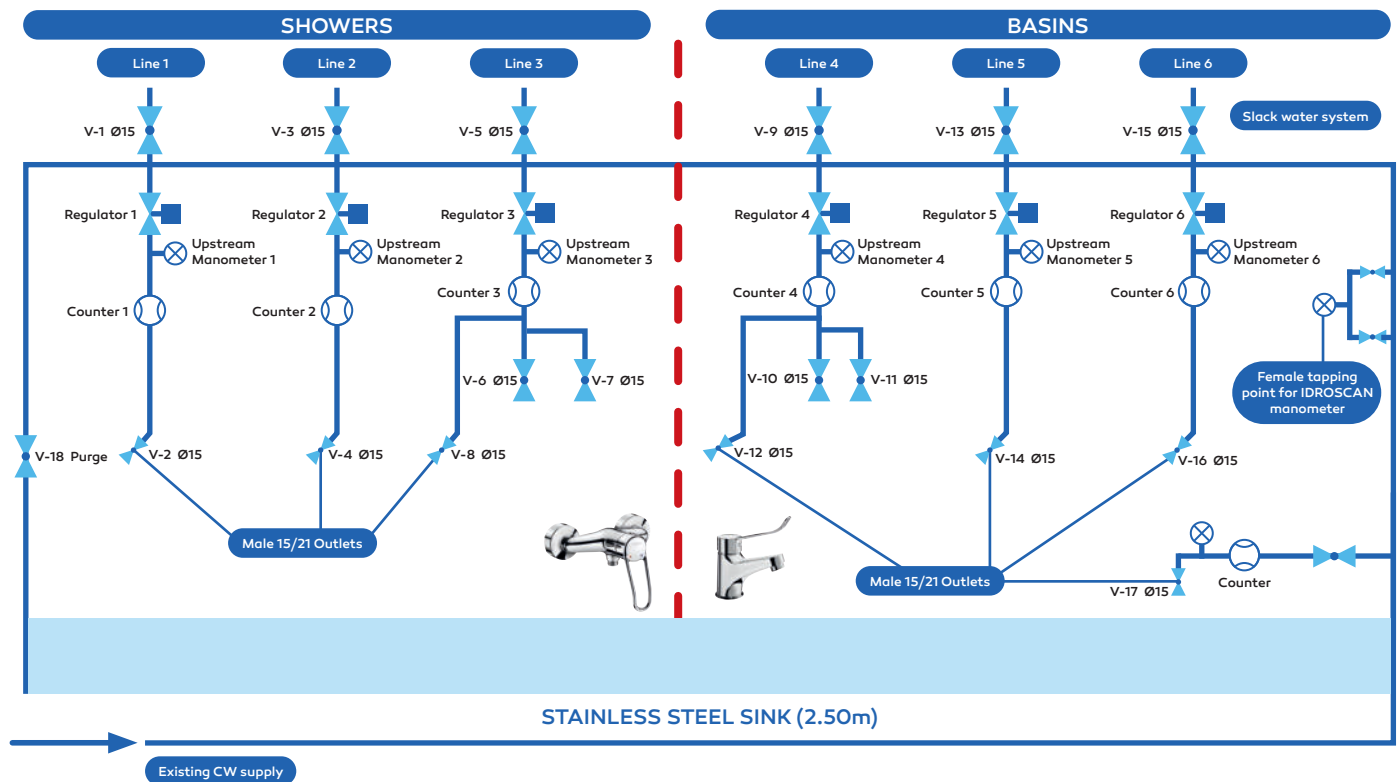 SHOWERS
BASINS
Line 1
Line 2
Line 3
Line 4
Line 5
Line 6
V-1 Ø15
V-3 Ø15
V-5 Ø15
V-9 Ø15
V-13 Ø15
V-15 Ø15
Slack water system
Regulator 1
Regulator 2
Regulator 3
Regulator 4
Regulator 5
Regulator 6
Upstream
Manometer 1
Upstream
Manometer 2
Upstream
Manometer 3
Upstream
Manometer 4
Upstream
Manometer 5
Upstream
Manometer 6
Counter 1
Counter 2
Counter 3
Counter 4
Counter 5
Counter 6
V-6 Ø15
V-7 Ø15
V-10 Ø15
V-11 Ø15
Female tapping
point for IDROSCAN
manometer
V-18 Purge
V-2 Ø15
V-4 Ø15
V-8 Ø15
V-12 Ø15
V-14 Ø15
V-16 Ø15
Male 15/21 Outlets
Male 15/21 Outlets
V-17 Ø15
Counter
STAINLESS STEEL SINK (2.50m)
Existing CW supply